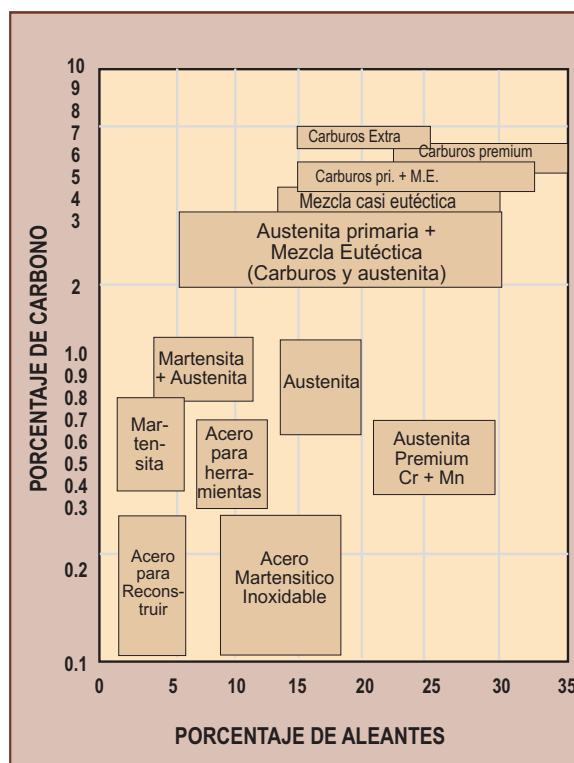 PORCENTAJE DE CARBONO
10
9
8
7
6
5
4
3
2
1.0
0.9
0.8
0.7
0.6
0.5
0.4
0.3
0.2
0.1
Carburos Extra
Carburos premium
Carburos pri. + M.E.
Mezcla casi eutéctica
Austenita primaria +
Mezcla Eutéctica
(Carburos y austenita)
Martensita
+ Austenita
Austenita
Mar-
ten-
sita
Acero
para
herra-
mientas
Austenita
Premium
Cr + Mn
Acero
para
Recons-
truir
Acero
Martensitico
Inoxidable
0 5 10 15 20 25 30 35
PORCENTAJE DE ALEANTES